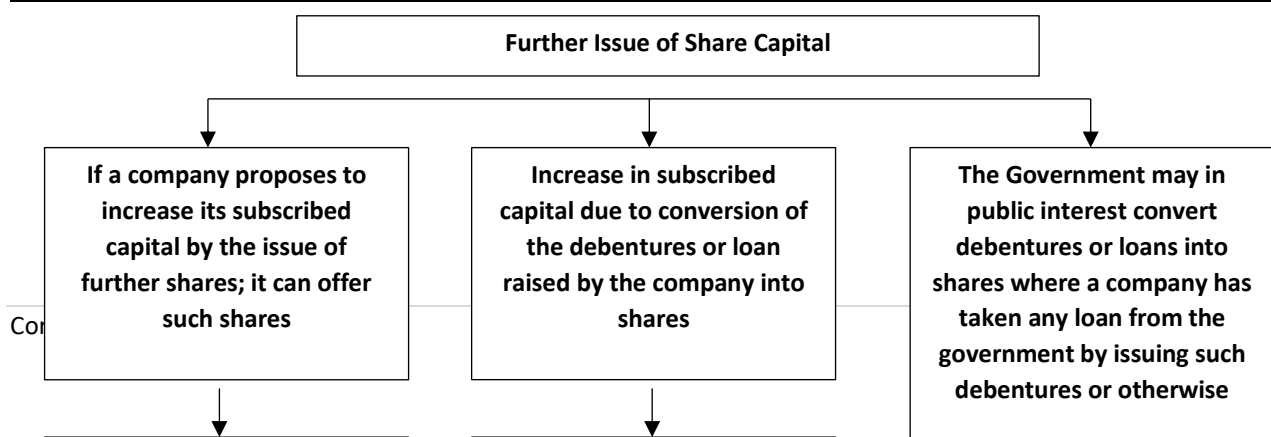 Further Issue of Share Capital
If a company proposes to
increase its subscribed
capital by the issue of
further shares; it can offer
such shares
Increase in subscribed
capital due to conversion of
the debentures or loan
raised by the company into
shares
The Government may in
public interest convert
debentures or loans into
shares where a company has
taken any loan from the
government by issuing such
debentures or otherwise